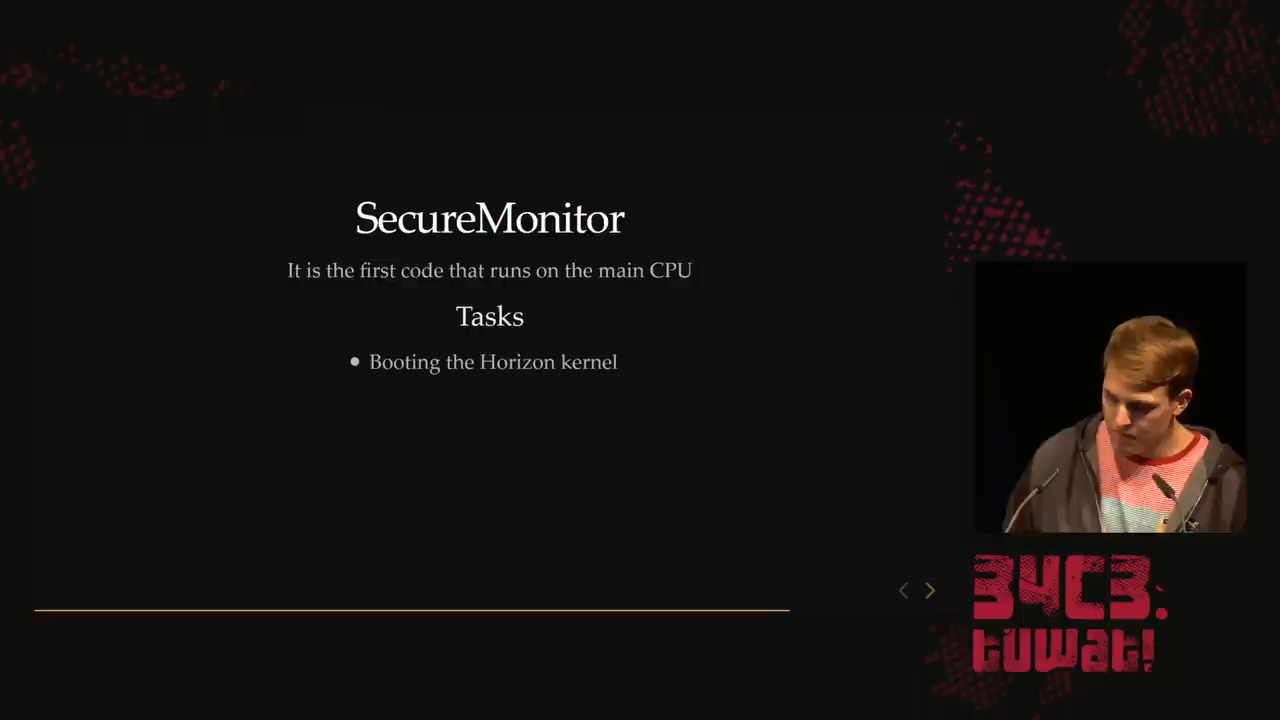 SecureMonitor
It is the first code that runs on the main CPU
Tasks
• Booting the Horizon kernel
34C3.
tuwat!